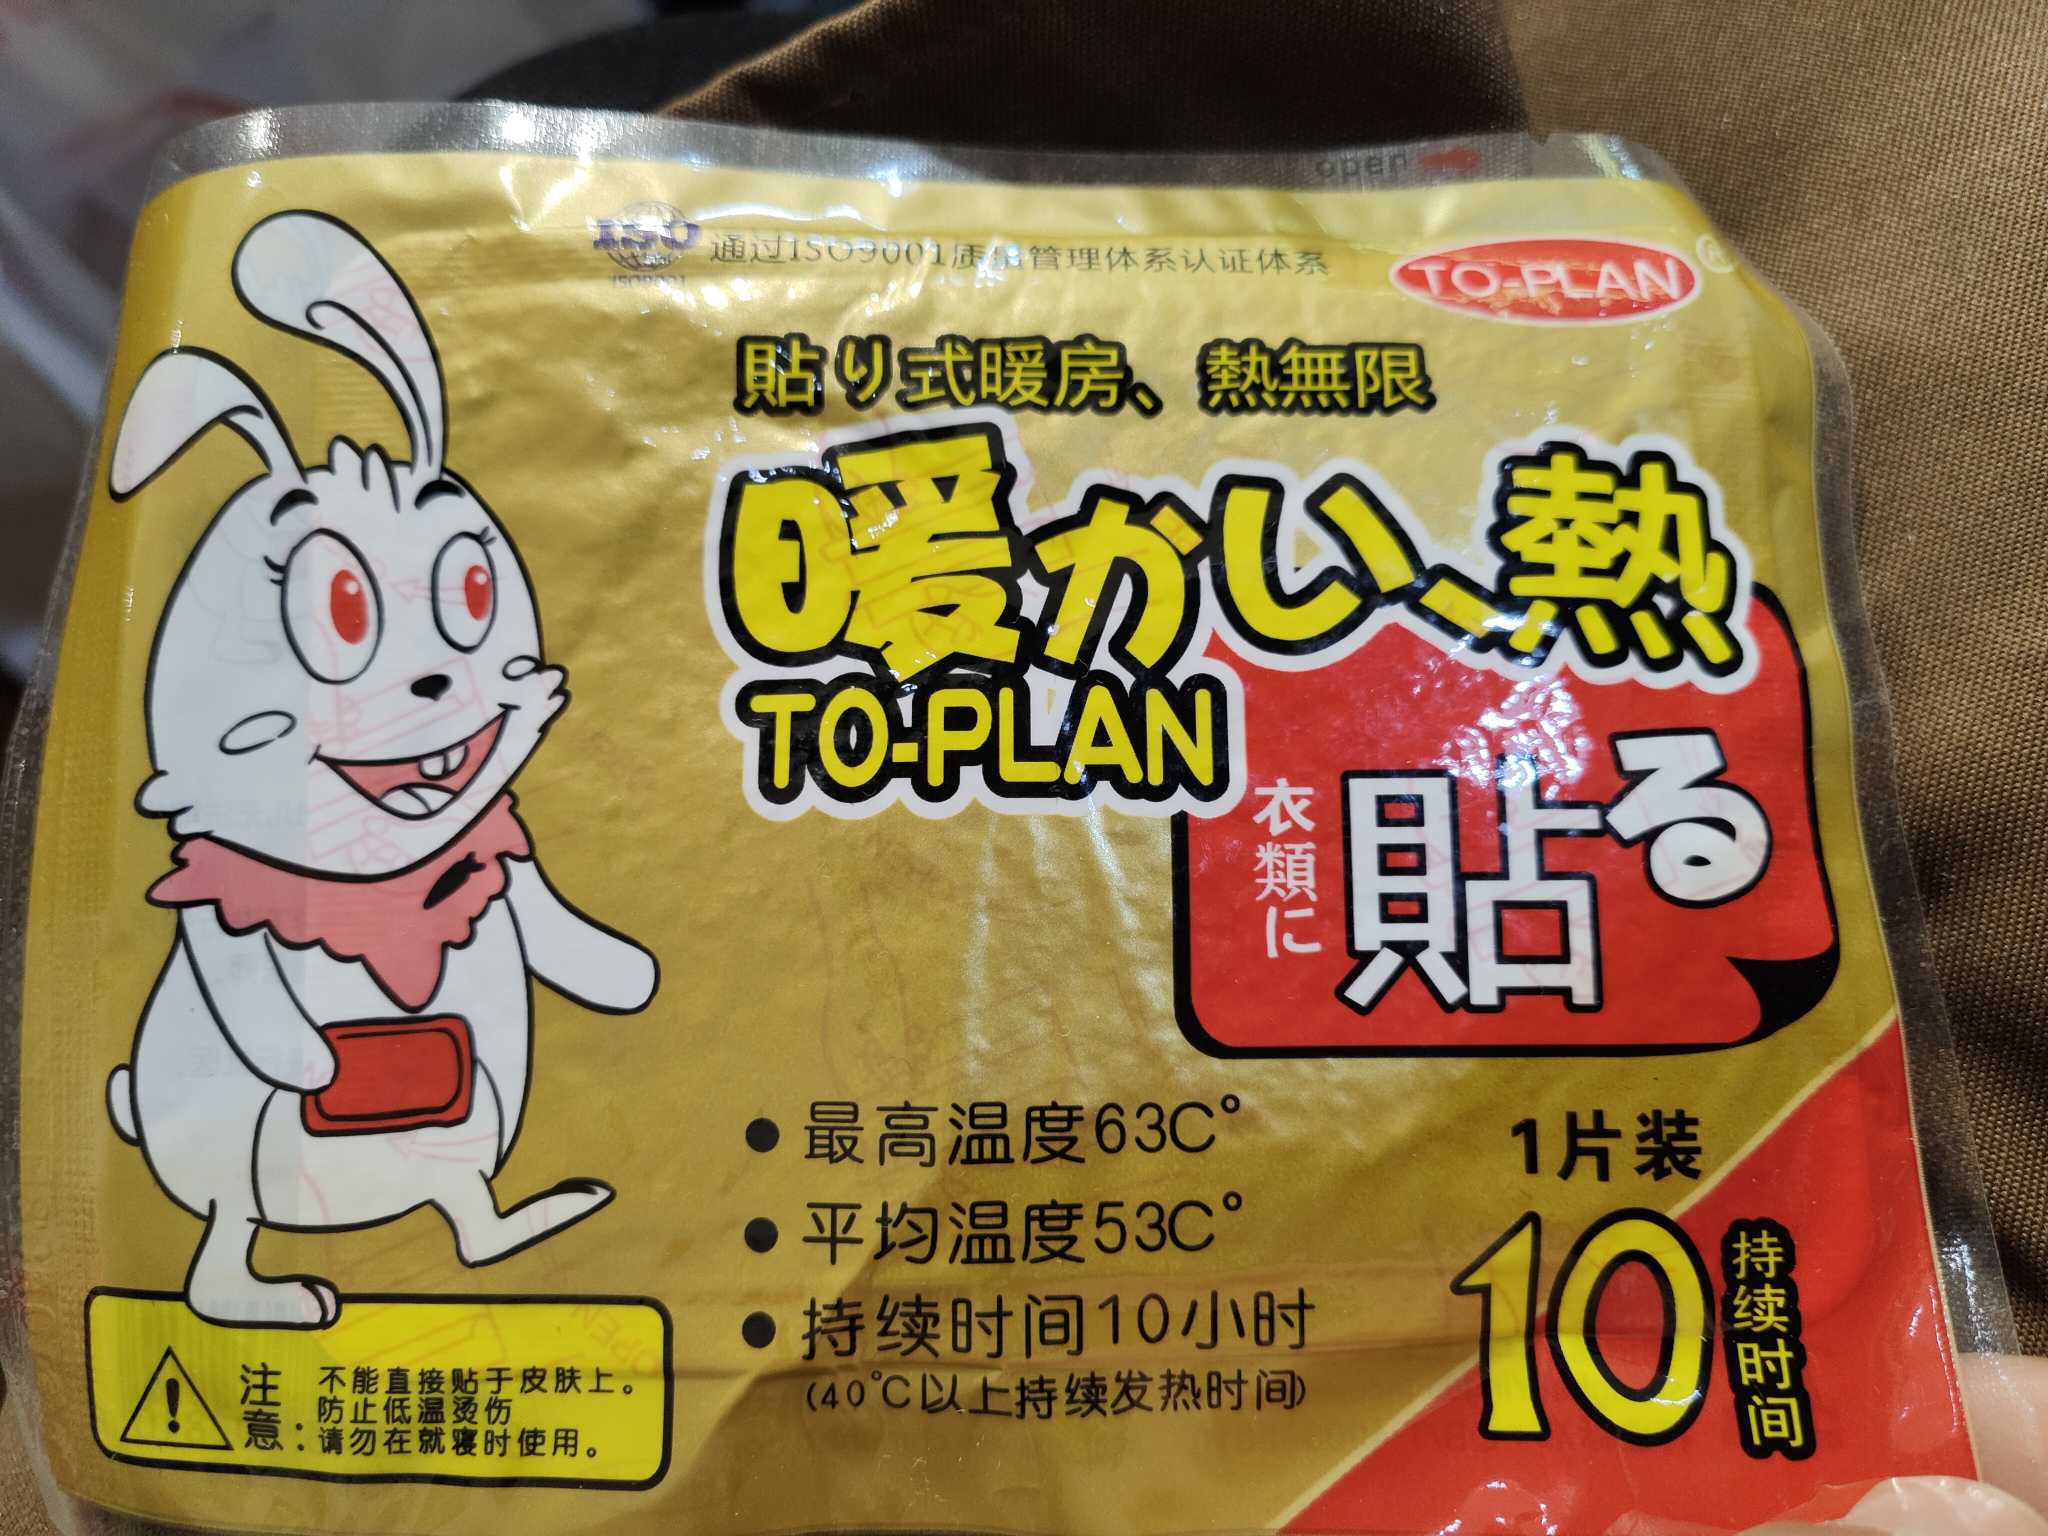 open
ISO
ISO9001
通过ISO9001质量管理体系认证体系
TO-PLAN®
貼り式暖房、熱無限
暖かい、熱
TO-PLAN
衣類に
貼る
最高温度63C°
平均温度53C°
持续时间10小时
(40℃以上持续发热时间)
1片装
10
持续时间
注意：
不能直接贴于皮肤上。
防止低温烫伤
请勿在就寝时使用。